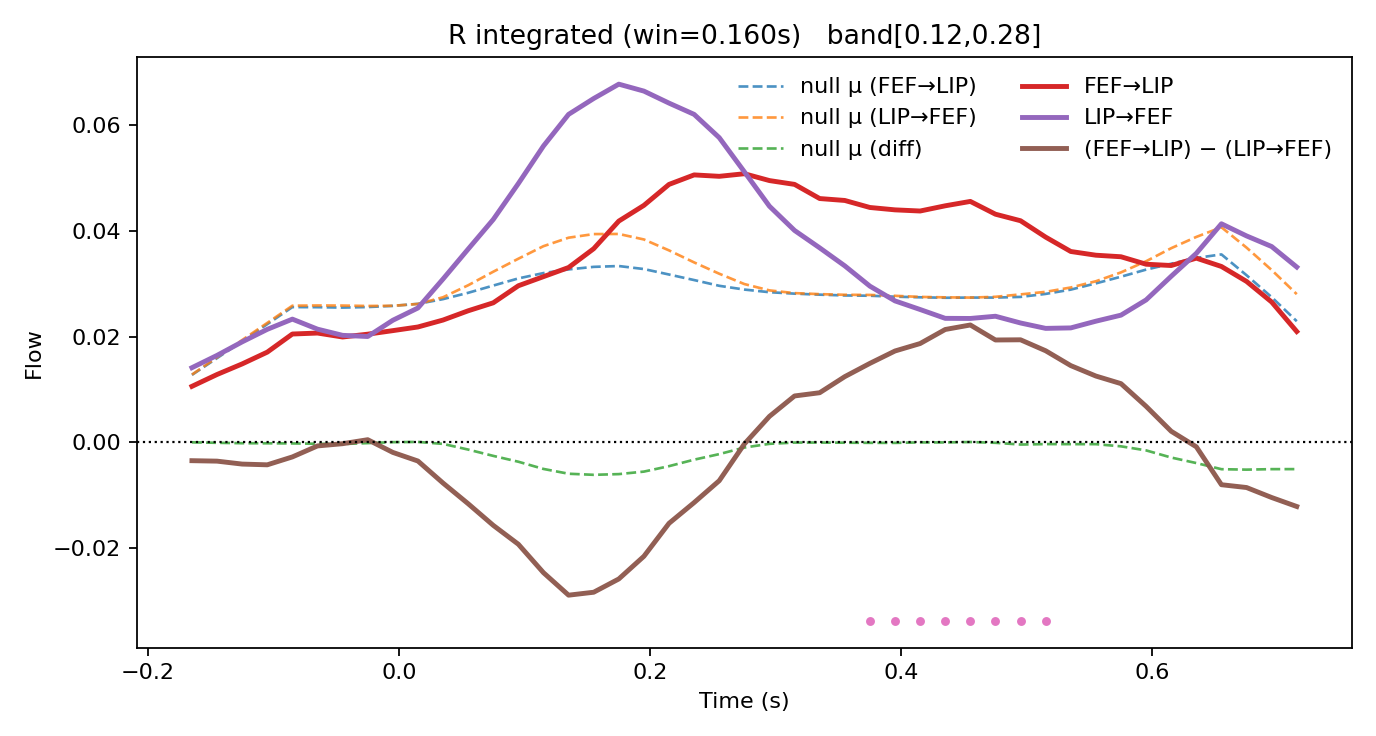 R integrated (win=0.160s)   band[0.12,0.28]
null μ (FEF→LIP)
null μ (LIP→FEF)
null μ (diff)
FEF→LIP
LIP→FEF
(FEF→LIP) − (LIP→FEF)
Flow
0.06
0.04
0.02
0.00
−0.02
−0.2
0.0
0.2
0.4
0.6
Time (s)